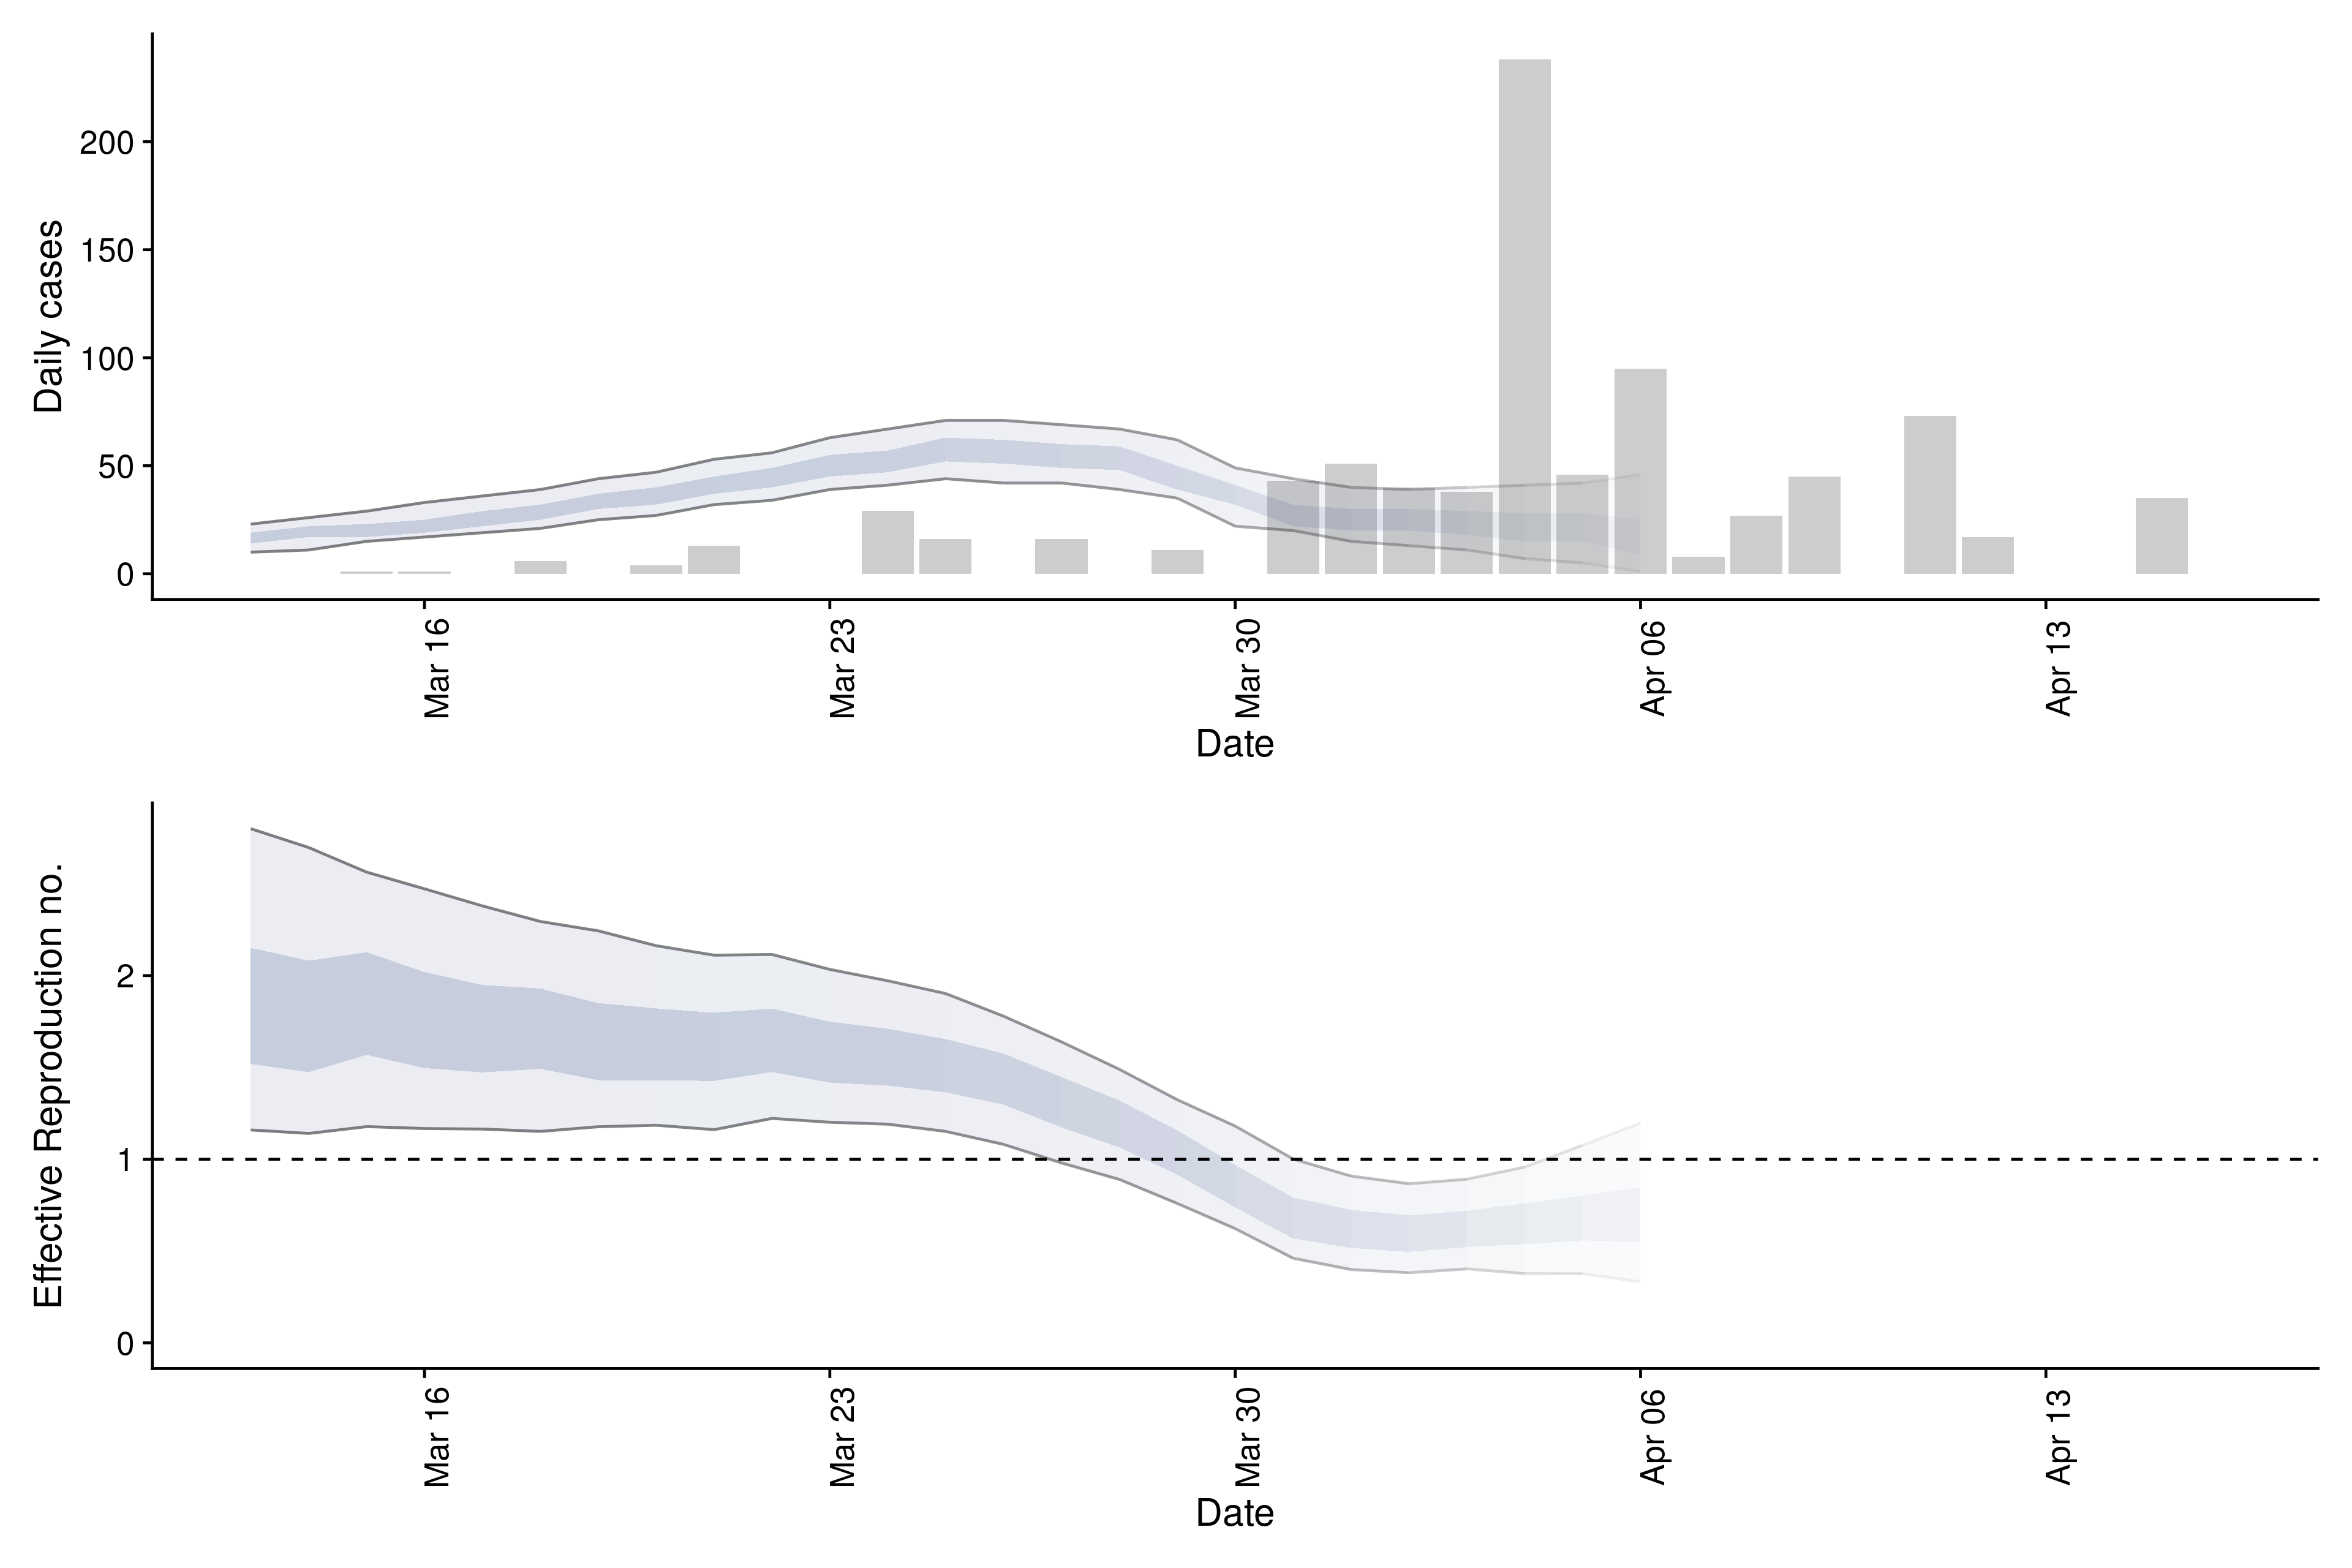 Daily cases
200
150
100
50
0
Mar 16
Mar 23
Mar 30
Apr 06
Apr 13
Date
Effective Reproduction no.
2
1
0
Mar 16
Mar 23
Mar 30
Apr 06
Apr 13
Date